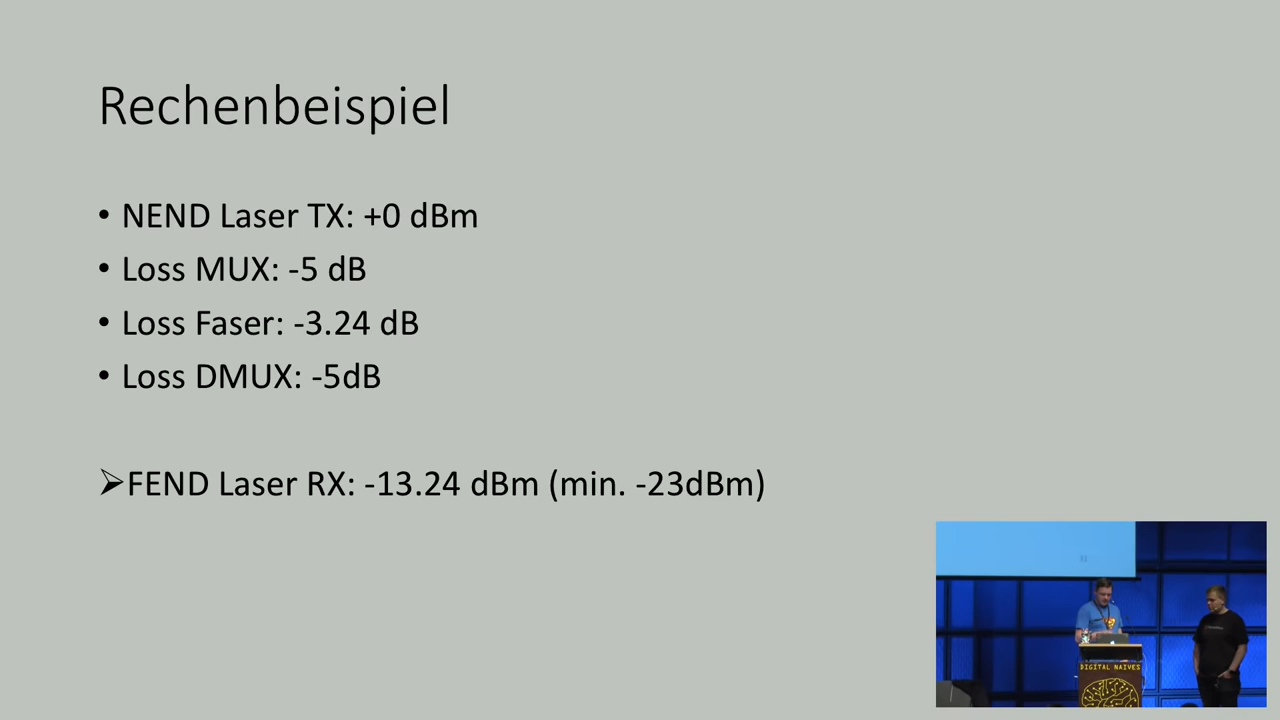 Rechenbeispiel
• NEND Laser TX: +0 dBm
• Loss MUX: -5 dB
• Loss Faser: -3.24 dB
• Loss DMUX: -5dB
➢FEND Laser RX: -13.24 dBm (min. -23dBm)
DIGITAL NAIVES